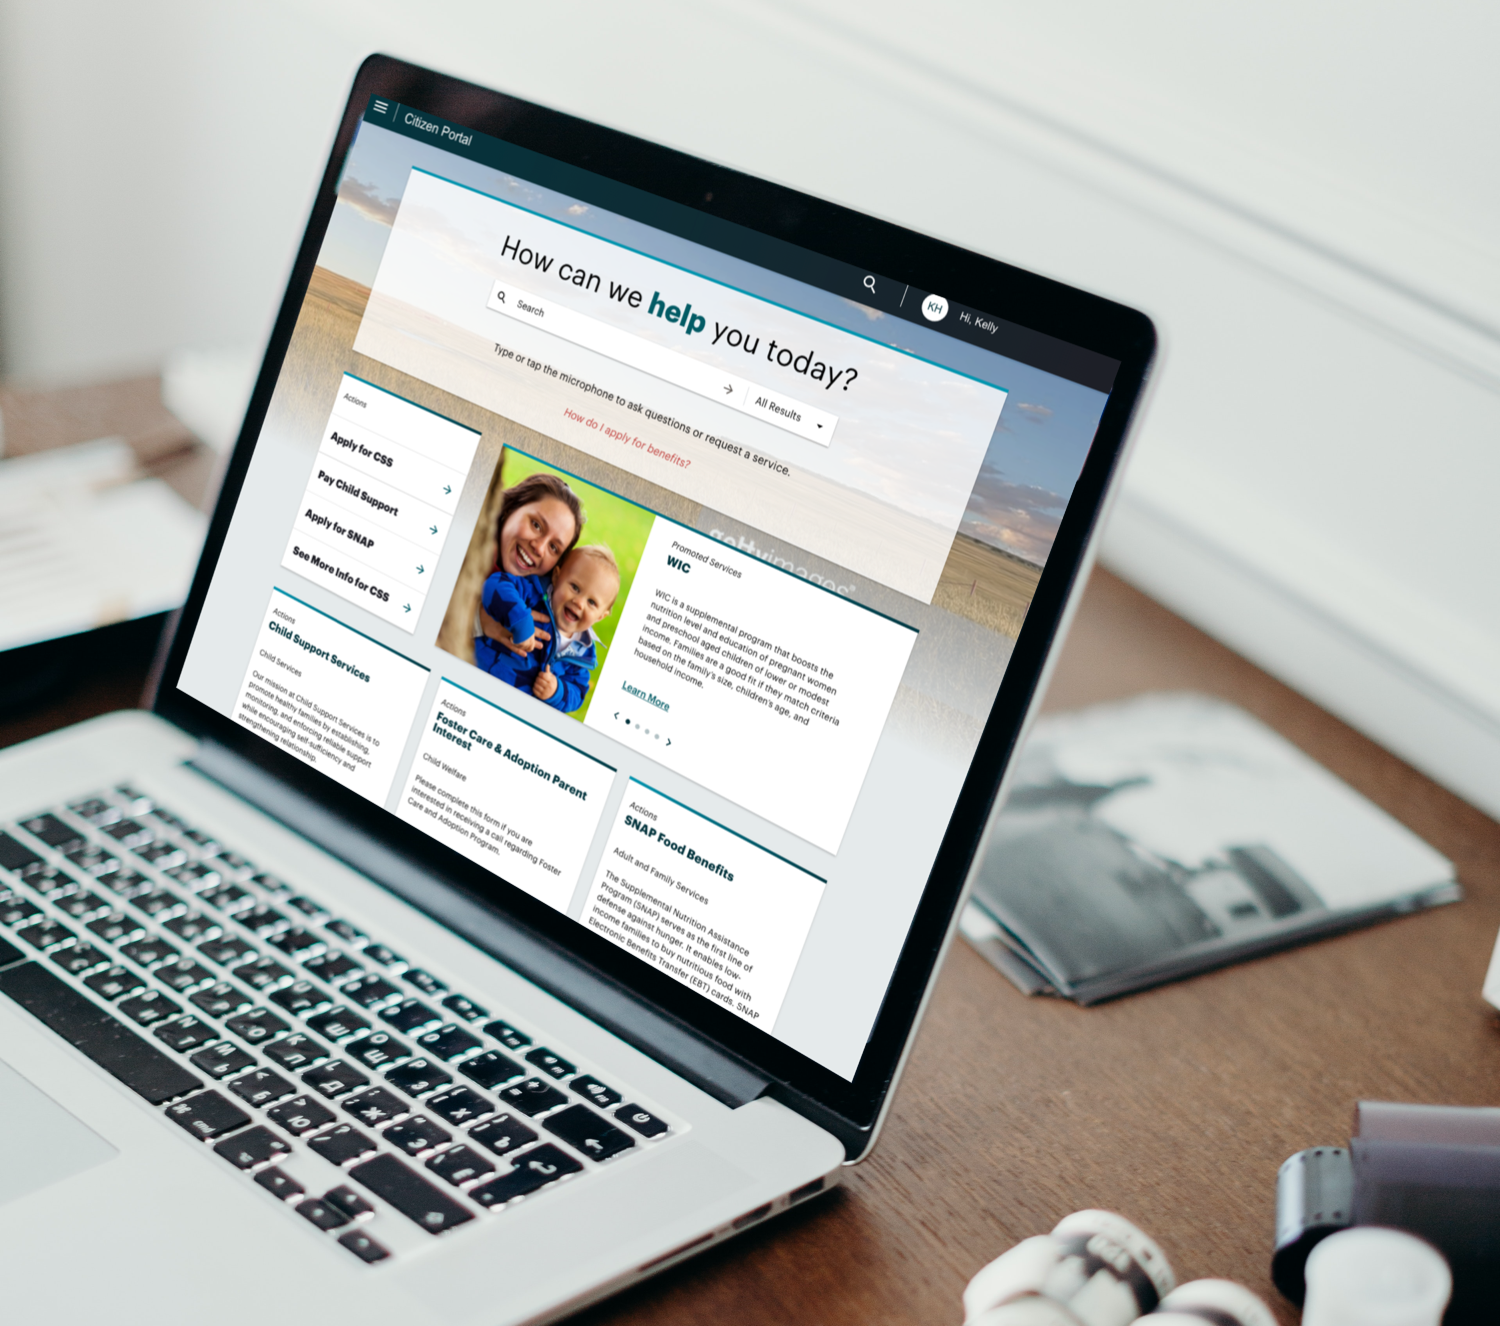 Citizen Portal
KH
Hi, Kelly
How can we help you today?
Search
All Results
Type or tap the microphone to ask questions or request a service.
How do I apply for benefits?
Actions
Apply for CSS
Pay Child Support
Apply for SNAP
See More Info for CSS
gettyimages®
Promoted Services
WIC
WIC is a supplemental program that boosts the
nutrition level and education of pregnant women
and preschool aged children of lower or modest
income. Families are a good fit if they match criteria
based on the family's size, children's age, and
household income.
Learn More
Actions
Child Support Services
Child Services
Our mission at Child Support Services is to
promote healthy families by establishing,
monitoring, and enforcing reliable support
while encouraging self-sufficiency and
strengthening relationship.
Actions
Foster Care & Adoption Parent
Interest
Child Welfare
Please complete this form if you are
interested in receiving a call regarding Foster
Care and Adoption Program.
Actions
SNAP Food Benefits
Adult and Family Services
The Supplemental Nutrition Assistance
Program (SNAP) serves as the first line of
defense against hunger. It enables low-
income families to buy nutritious food with
Electronic Benefits Transfer (EBT) cards. SNAP